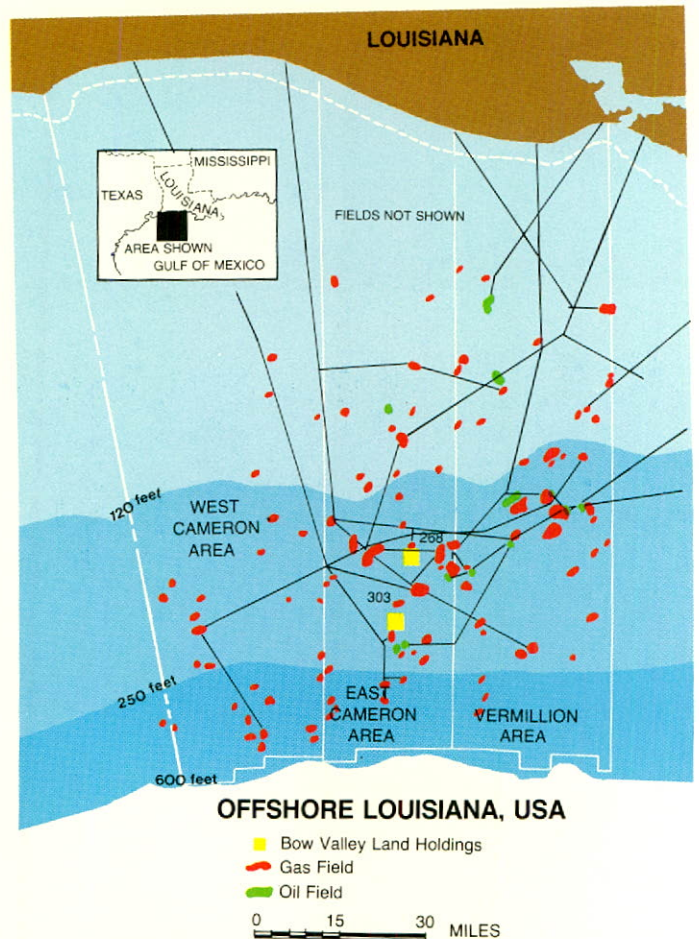 LOUISIANA
MISSISSIPPI
TEXAS
LOUISIANA
AREA SHOWN
GULF OF MEXICO
FIELDS NOT SHOWN
120 feet
WEST
CAMERON
AREA
268
303
250 feet
EAST
CAMERON
AREA
VERMILLION
AREA
600 feet
OFFSHORE LOUISIANA, USA
Bow Valley Land Holdings
Gas Field
Oil Field
0 15 30 MILES